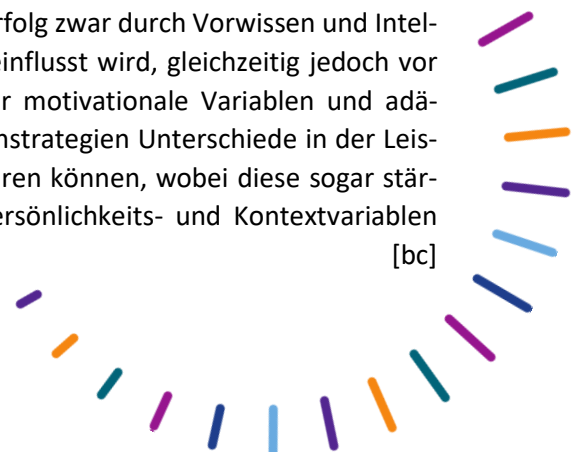 rfolg zwar durch Vorwissen und Intel-
einflusst wird, gleichzeitig jedoch vor
r motivationale Variablen und adä-
nstrategien Unterschiede in der Leis-
ren können, wobei diese sogar stär-
ersönlichkeits- und Kontextvariablen
[bc]